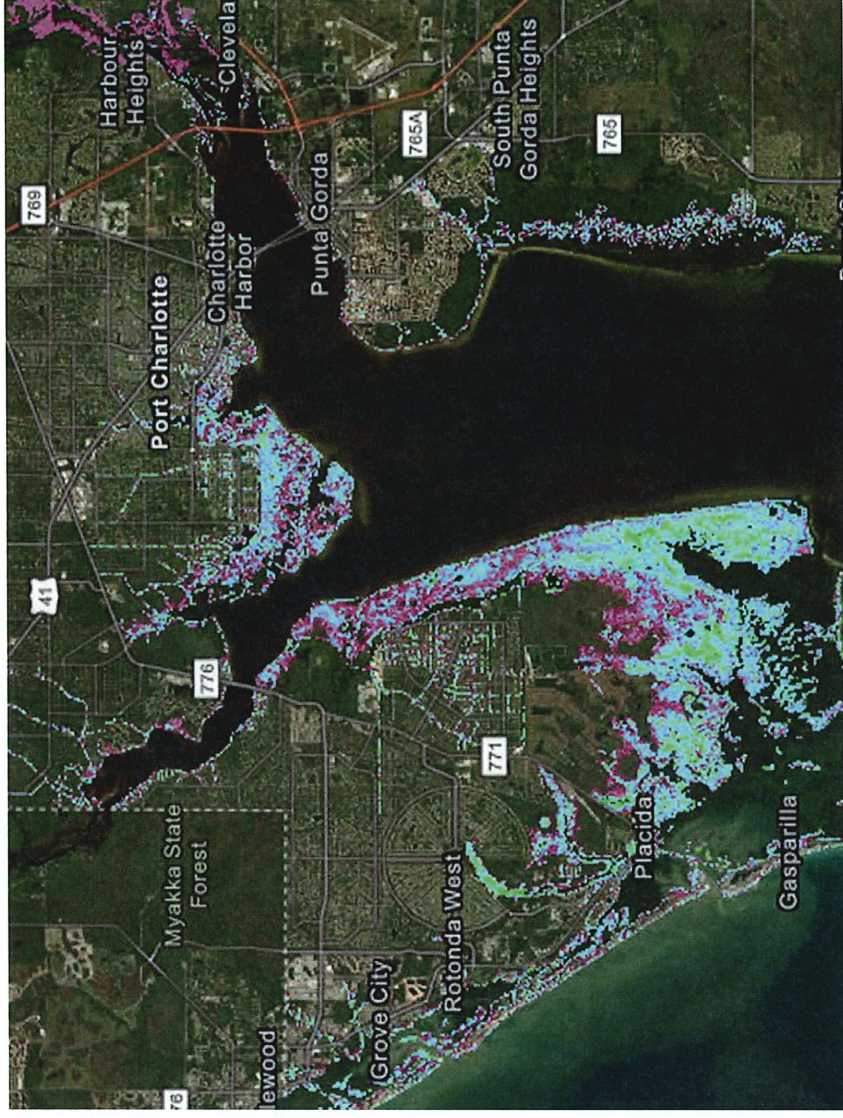 769
41
Harbour
Heights
Port Charlotte
76
Myakka State
Forest
776
Charlotte
Harbor
Clevela
lewood
Punta Gorda
Grove City
765A
Rotonda West
771
South Punta
Gorda Heights
765
Placida
Gasparilla